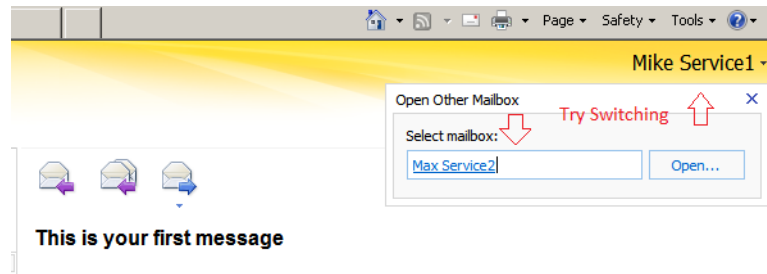 Page Safety Tools
Mike Service1
Open Other Mailbox
Try Switching
Select mailbox:
Max Service2
Open...
This is your first message